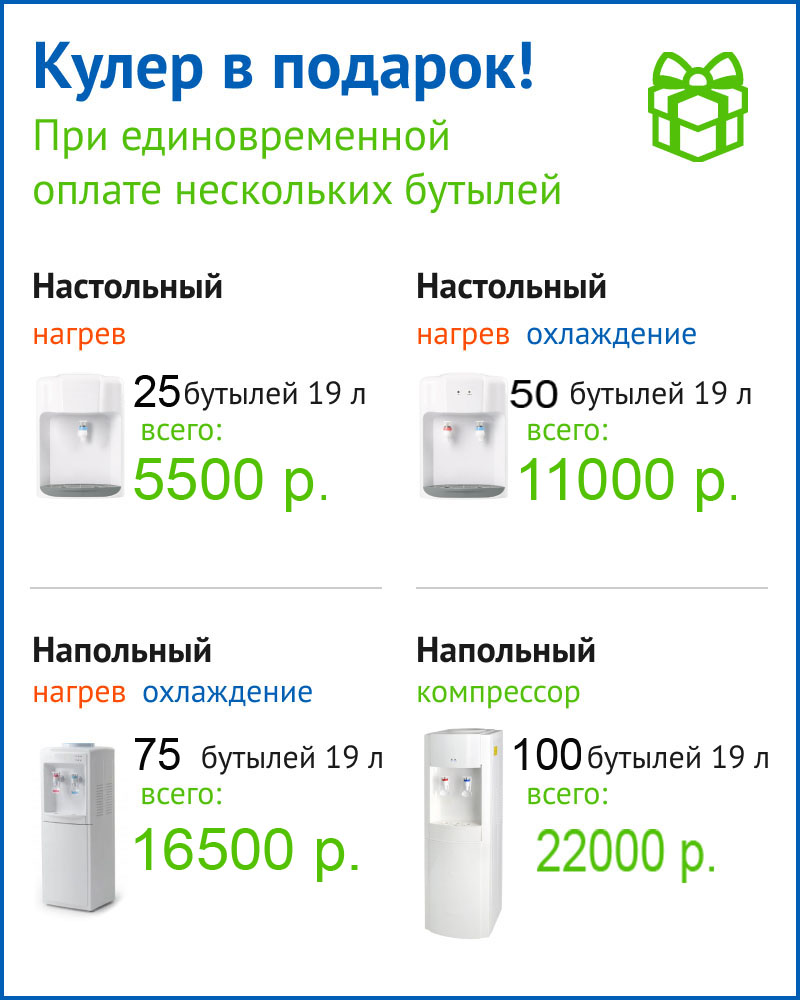 Кулер в подарок!
При единовременной
оплате нескольких бутылей
Настольный
нагрев
25 бутылей 19 л
всего:
5500 р.
Настольный
нагрев охлаждение
50 бутылей 19 л
всего:
11000 р.
Напольный
нагрев охлаждение
75 бутылей 19 л
всего:
16500 р.
Напольный
компрессор
100 бутылей 19 л
всего:
22000 р.